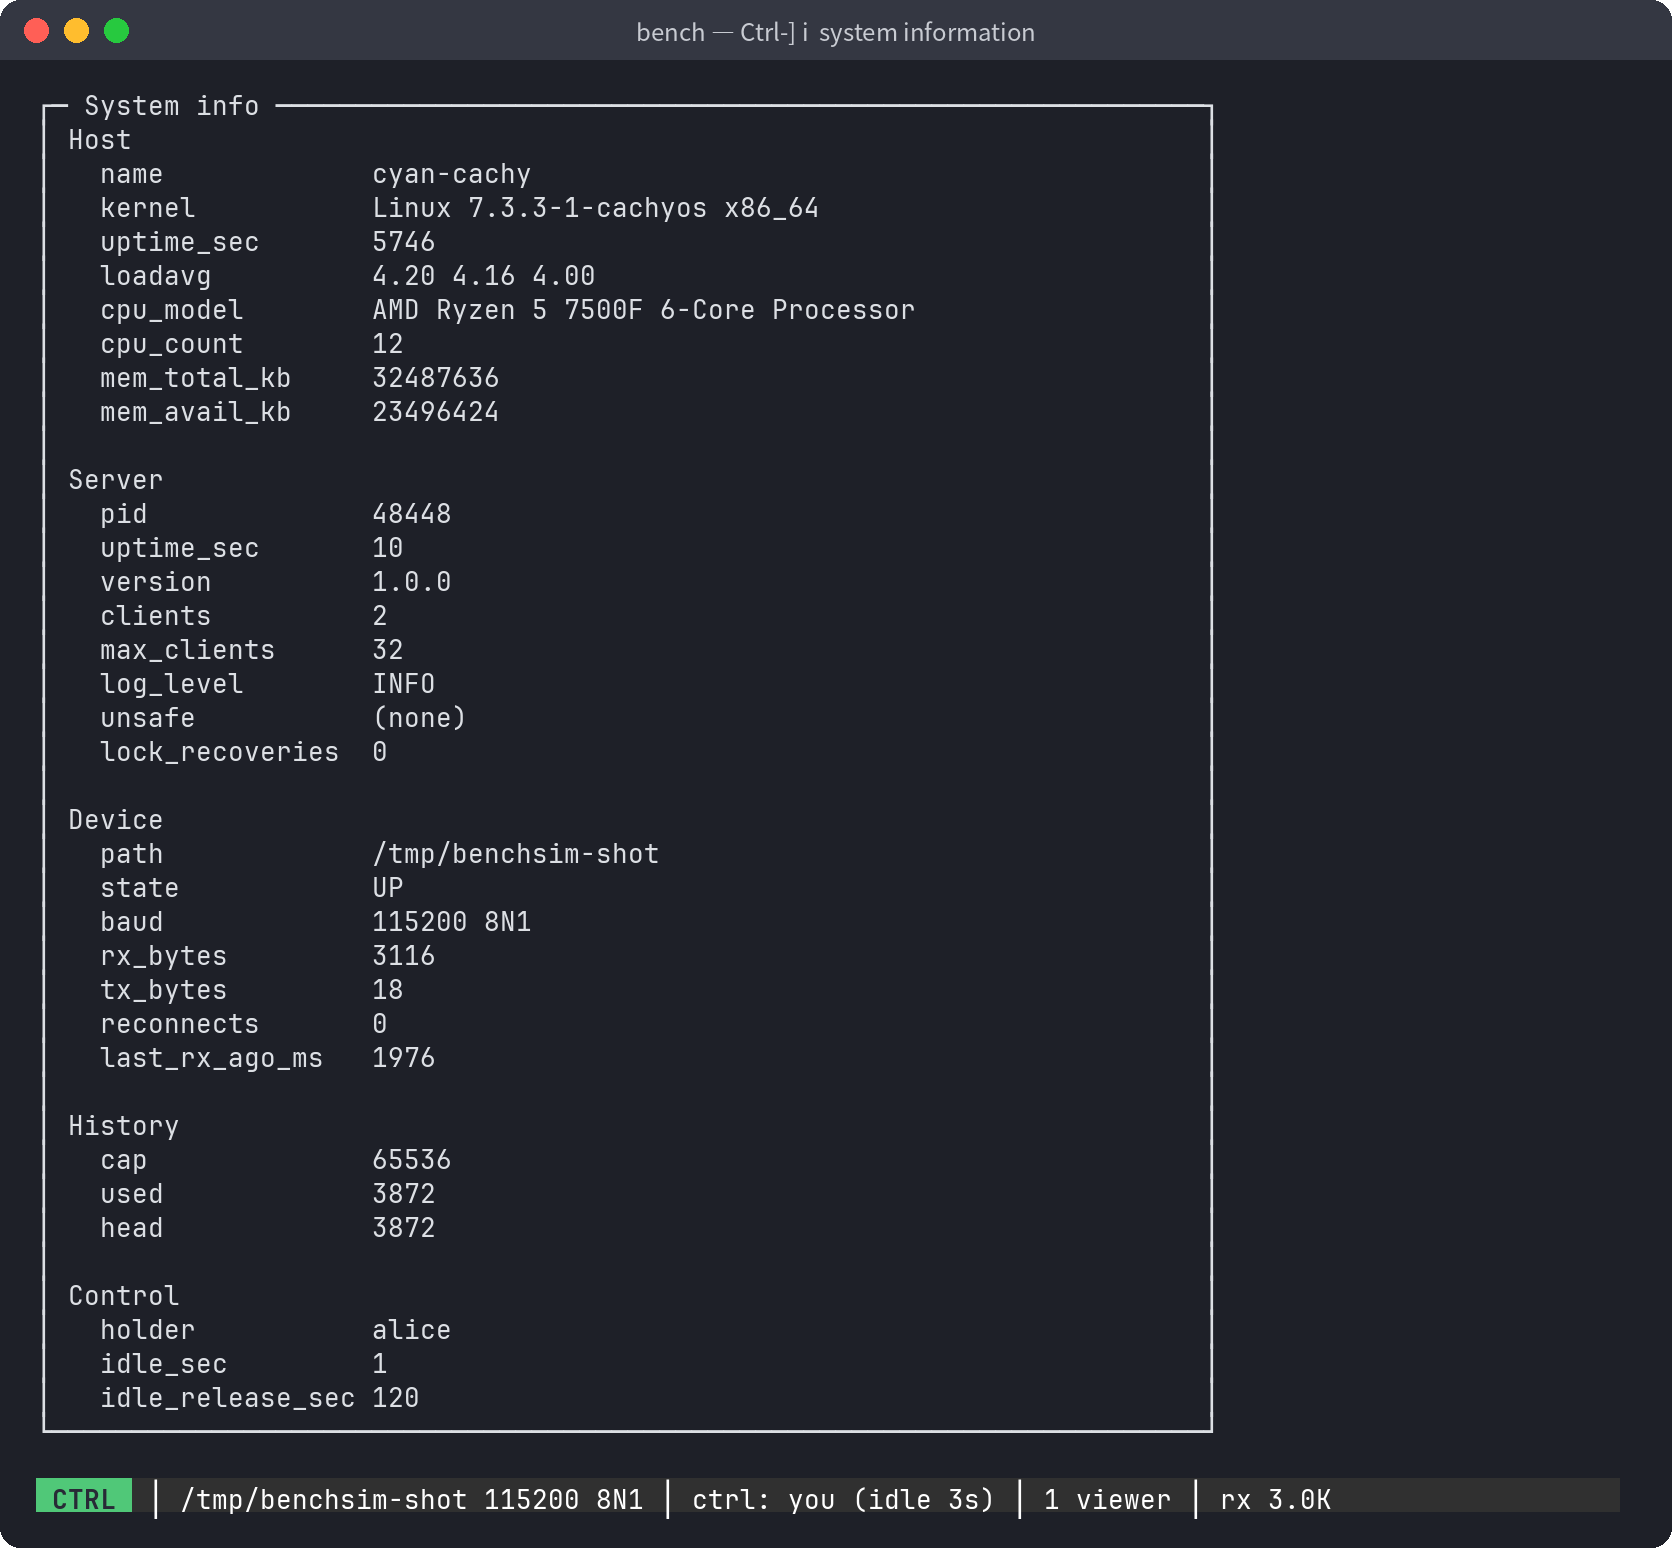 bench — Ctrl-] i system information
System info
Host
name cyan-cachy
kernel Linux 7.3.3-1-cachyos x86_64
uptime_sec 5746
loadavg 4.20 4.16 4.00
cpu_model AMD Ryzen 5 7500F 6-Core Processor
cpu_count 12
mem_total_kb 32487636
mem_avail_kb 23496424
Server
pid 48448
uptime_sec 10
version 1.0.0
clients 2
max_clients 32
log_level INFO
unsafe (none)
lock_recoveries 0
Device
path /tmp/benchsim-shot
state UP
baud 115200 8N1
rx_bytes 3116
tx_bytes 18
reconnects 0
last_rx_ago_ms 1976
History
cap 65536
used 3872
head 3872
Control
holder alice
idle_sec 1
idle_release_sec 120
CTRL │ /tmp/benchsim-shot 115200 8N1 │ ctrl: you (idle 3s) │ 1 viewer │ rx 3.0K